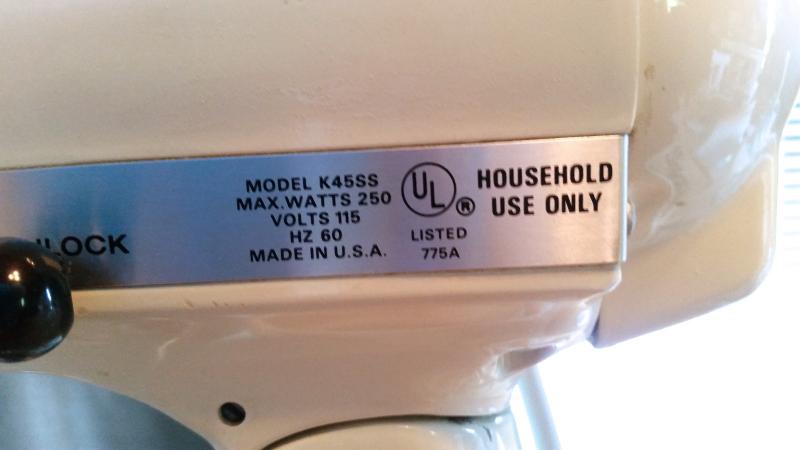 LOCK
MODEL K45SS
MAX.WATTS 250
VOLTS 115
HZ 60
MADE IN U.S.A.
UL ®
LISTED
775A
HOUSEHOLD
USE ONLY